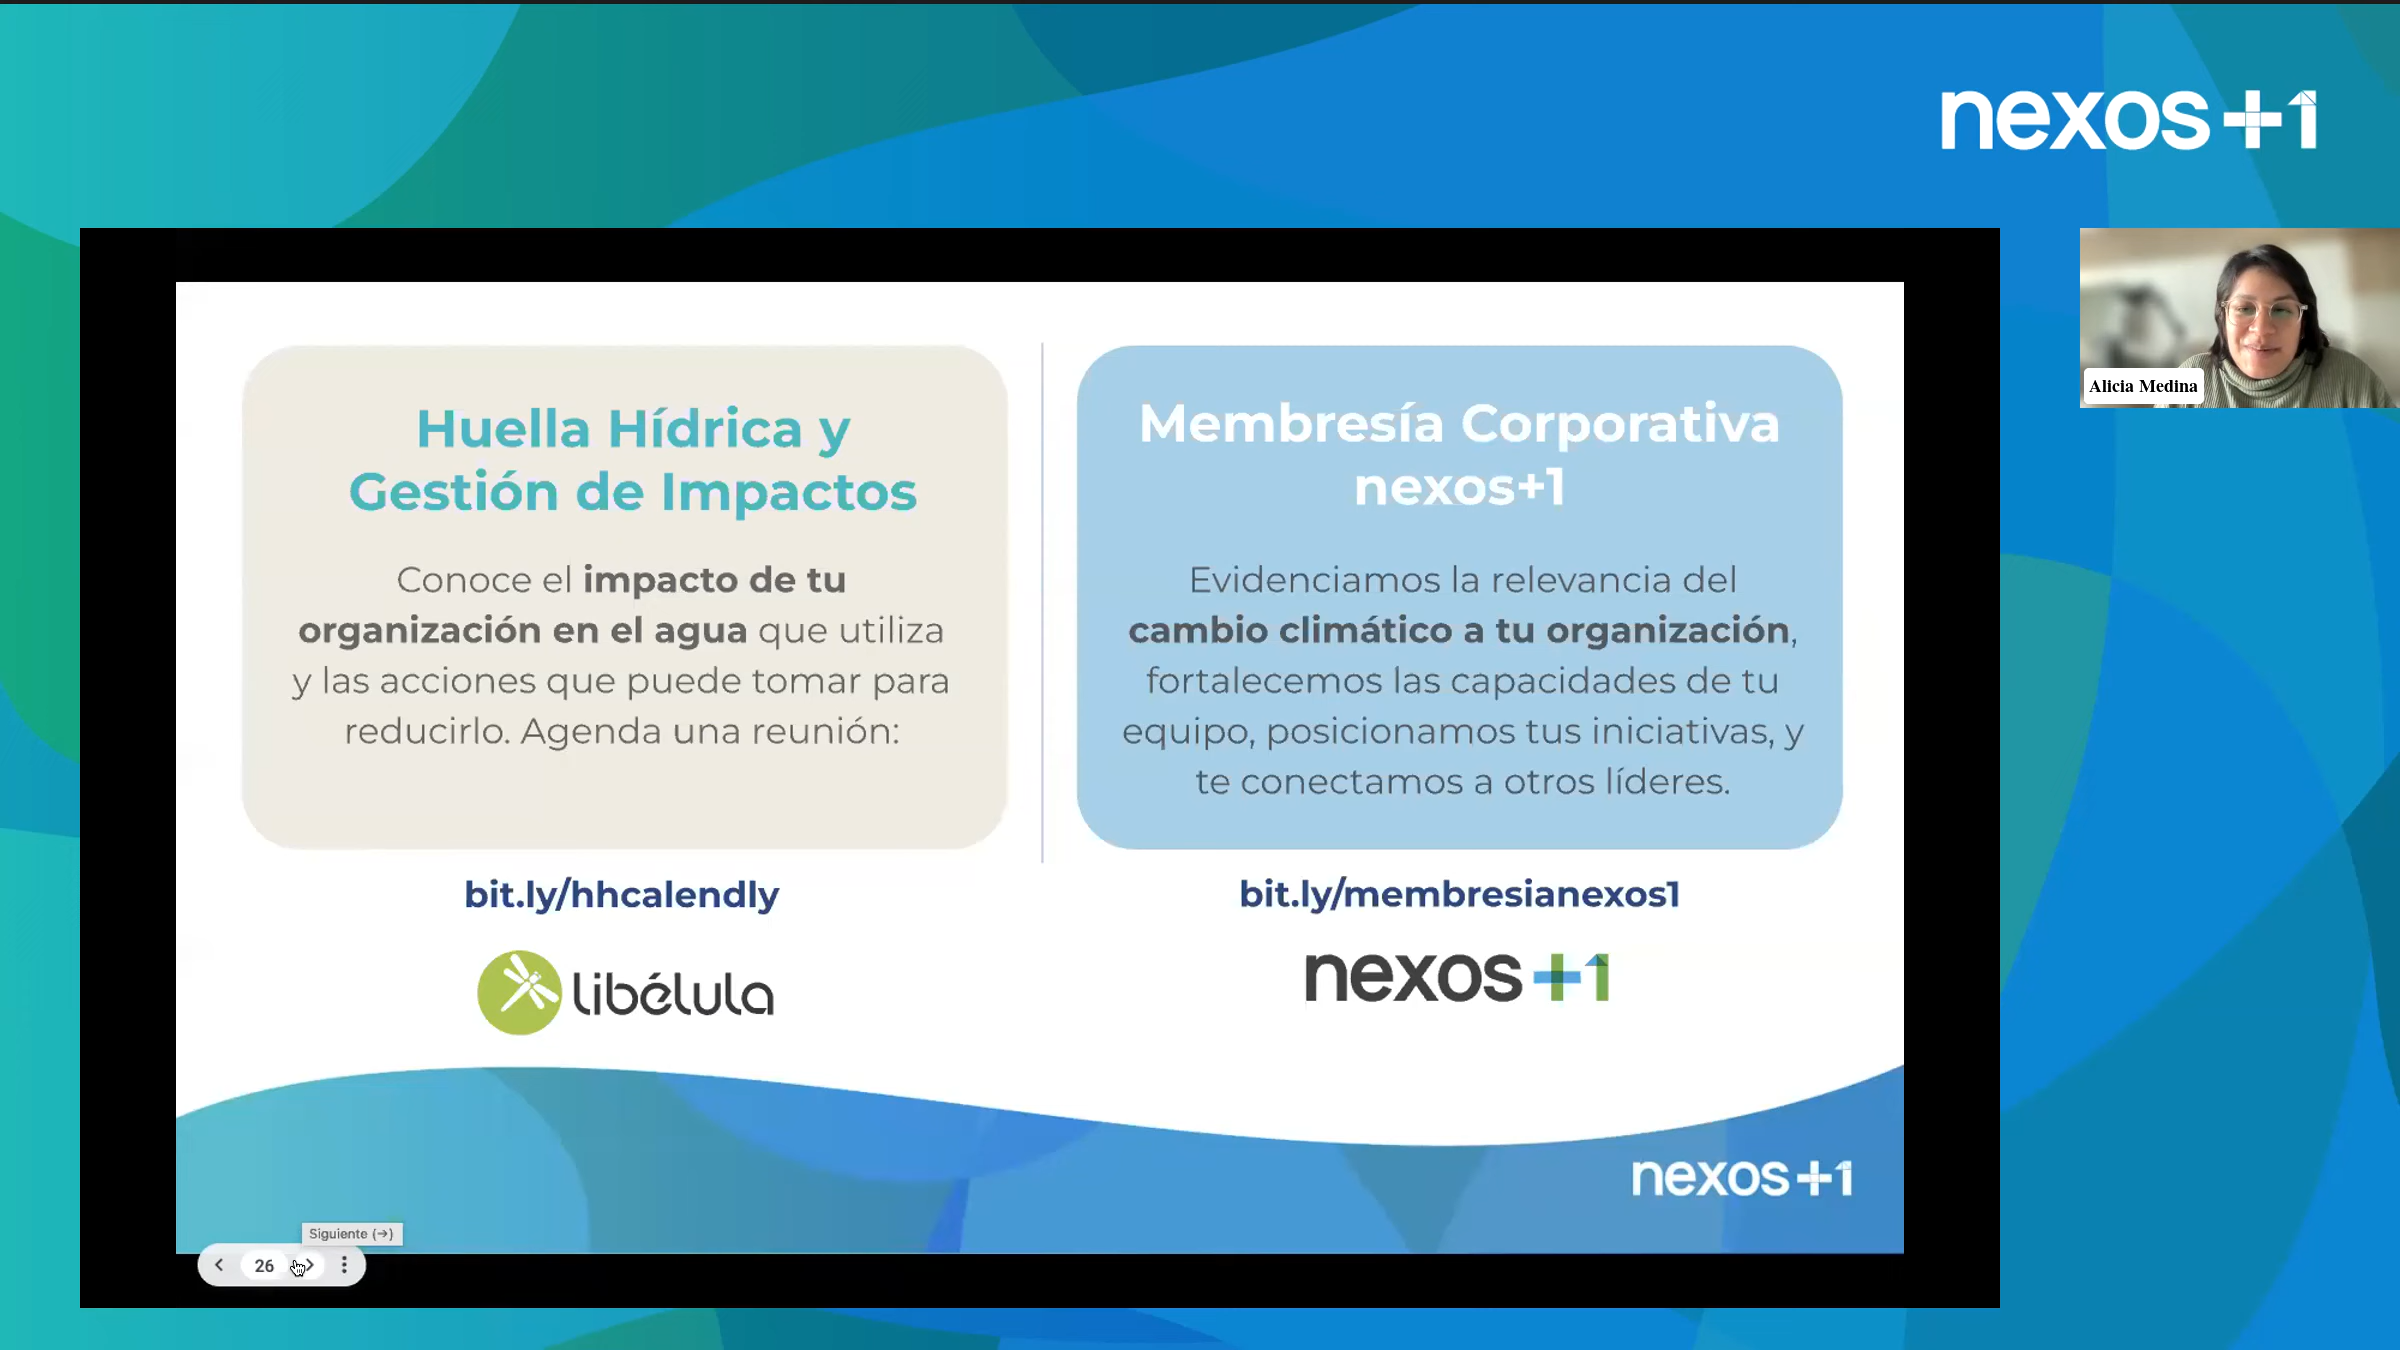 nexos+1
Alicia Medina
Huella Hídrica y
Gestión de Impactos
Conoce el impacto de tu
organización en el agua que utiliza
y las acciones que puede tomar para
reducirlo. Agenda una reunión:
bit.ly/hhcalendly
libélula
Membresía Corporativa
nexos+1
Evidenciamos la relevancia del
cambio climático a tu organización,
fortalecemos las capacidades de tu
equipo, posicionamos tus iniciativas, y
te conectamos a otros líderes.
bit.ly/membresianexos1
nexos+1
nexos+1
Siguiente (→)
26